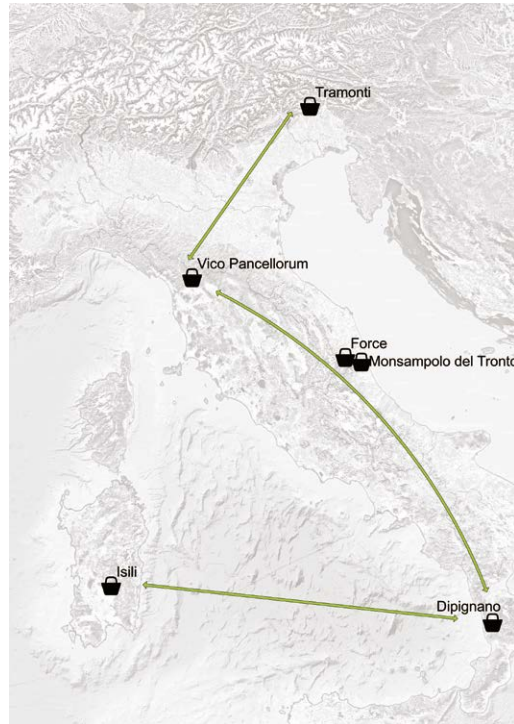 Tramonti
Vico Pancellorum
Force
Monsampolo del Tronto
Isili
Dipignano